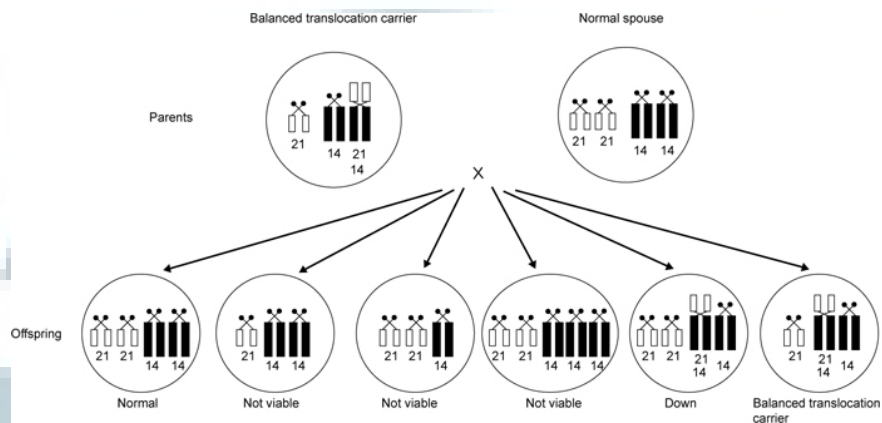 Balanced translocation carrier Normal spouse
Parents
21 14 21 21 21 14 14
14
X
Offspring
21 21 14 14 21 14 14 21 21 14 21 21 14 14 14 21 21 21 14 21 21 14
14 14
Normal Not viable Not viable Not viable Down Balanced translocation
carrier